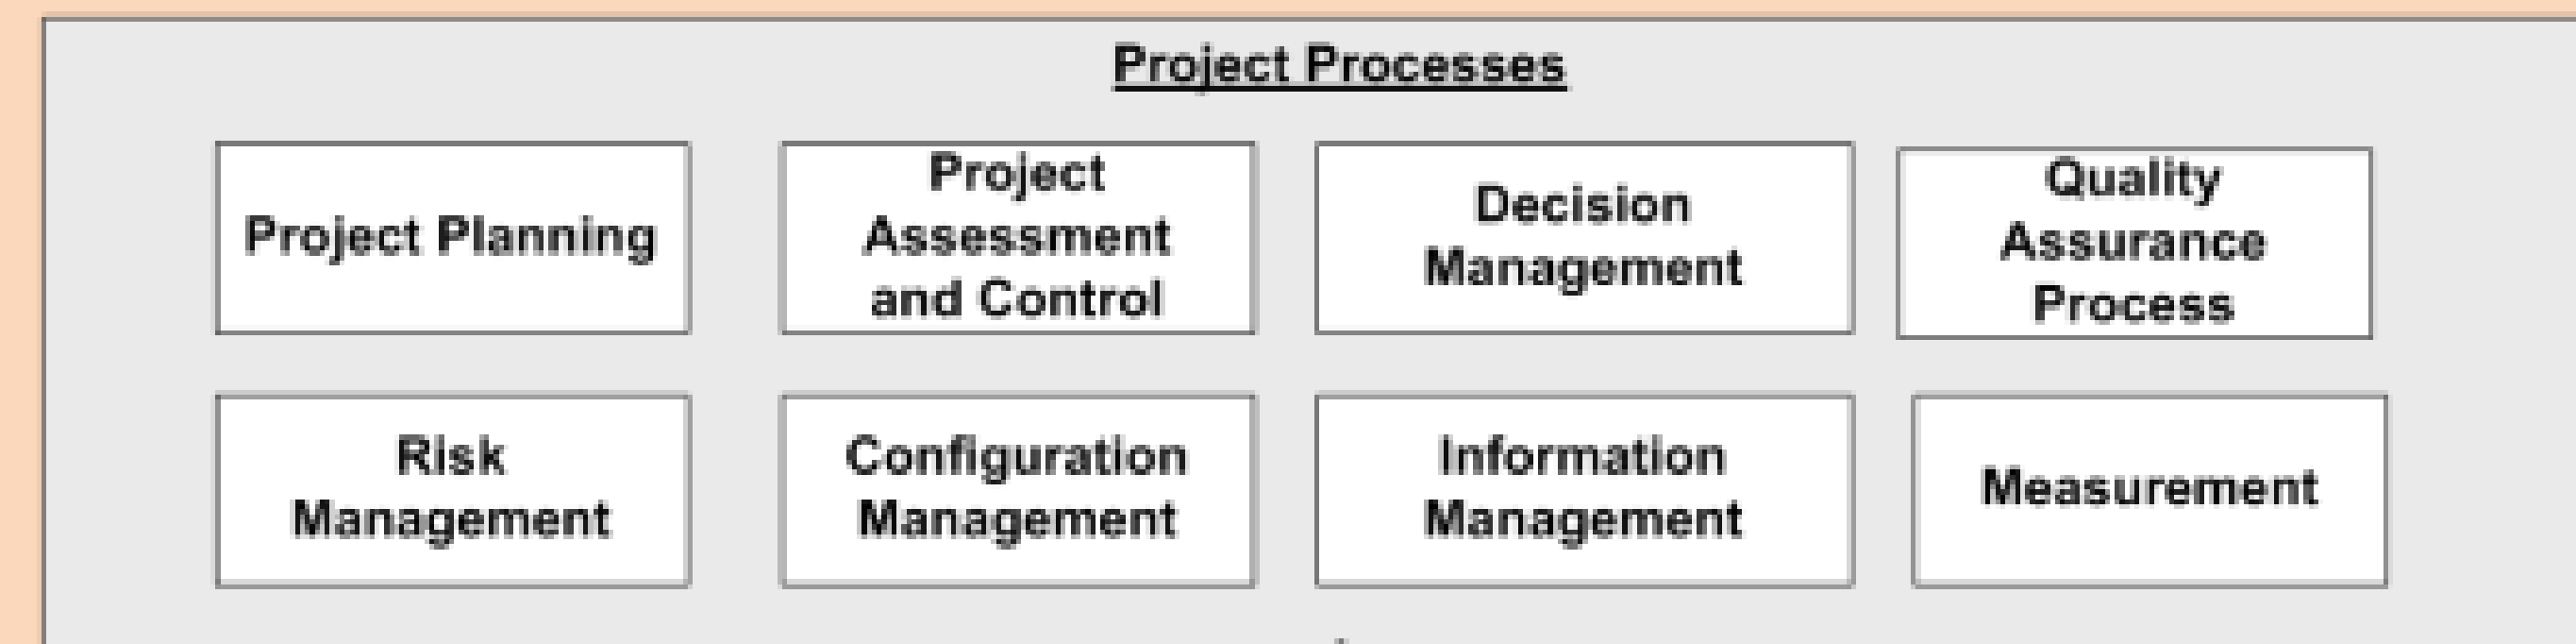 Project Processes
Project Planning
Project
Assessment
and Control
Decision
Management
Quality
Assurance
Process
Risk
Management
Configuration
Management
Information
Management
Measurement